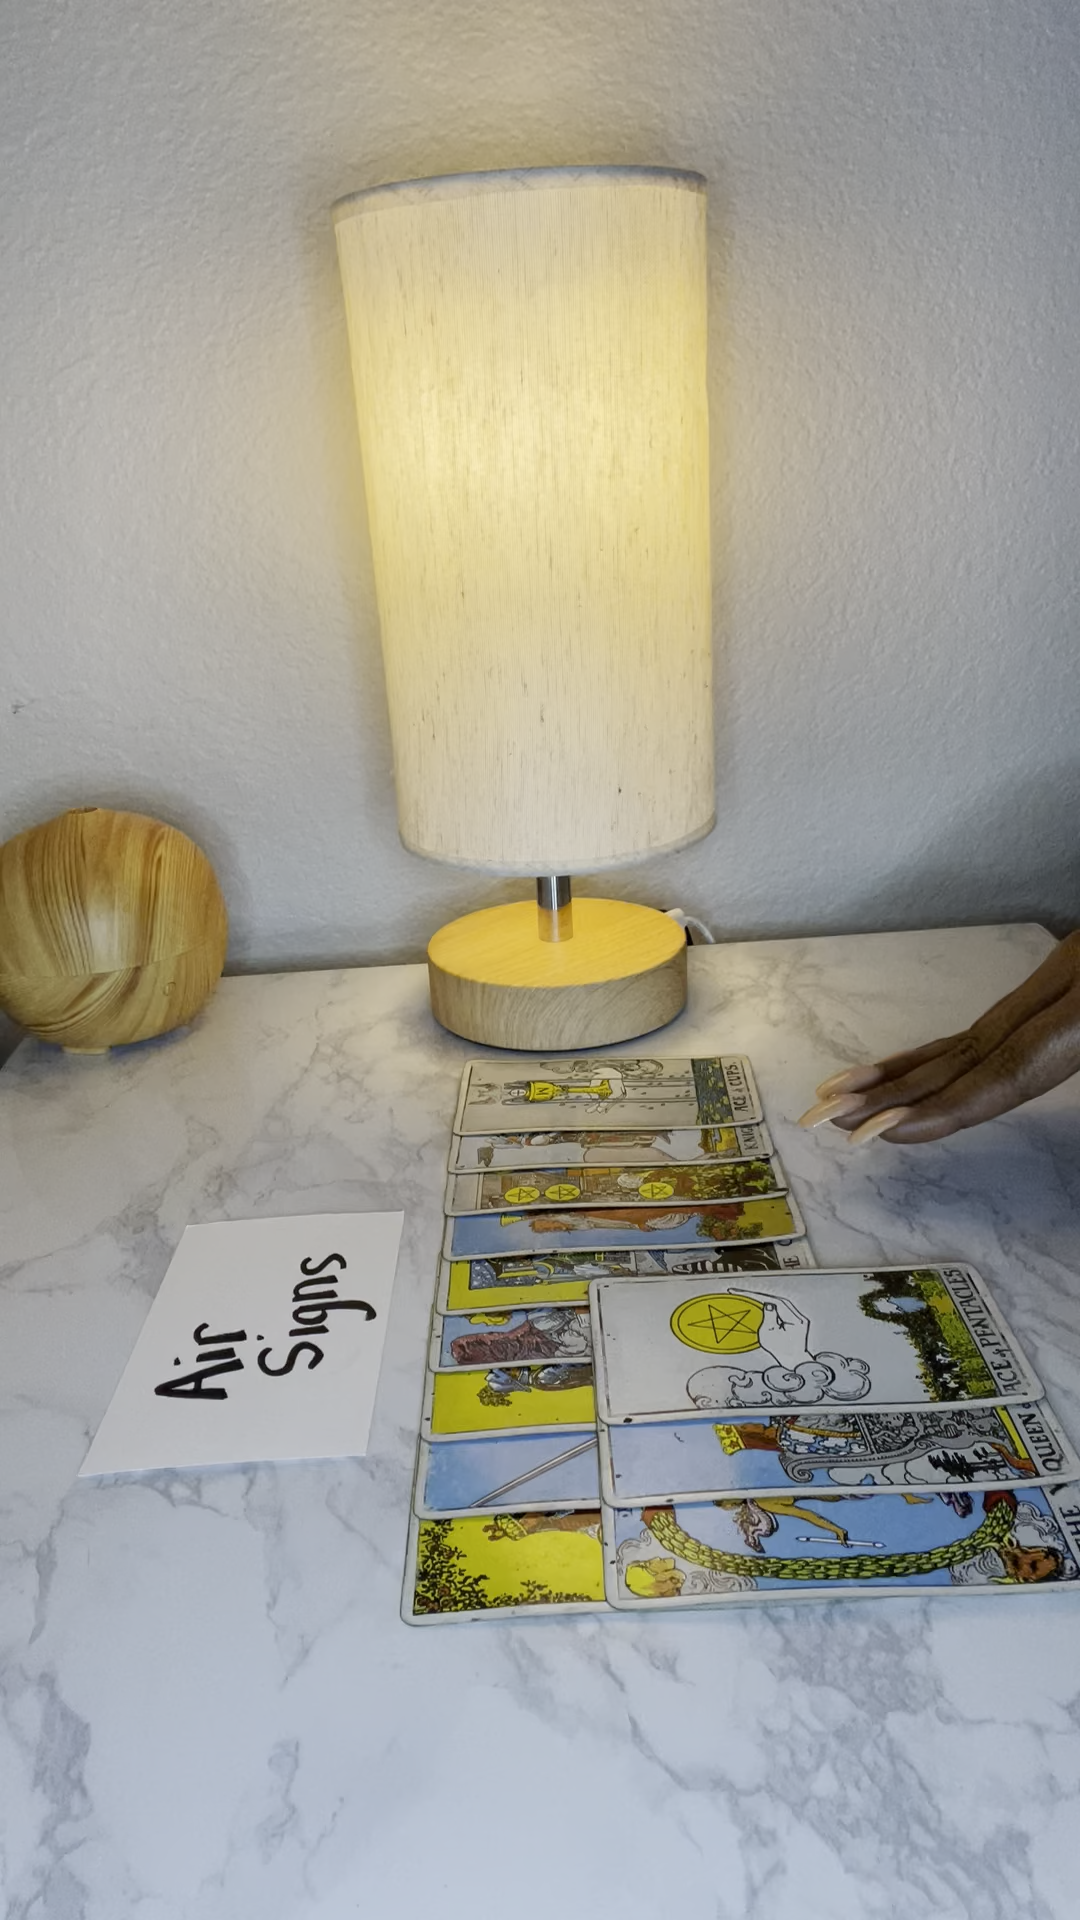 Air
Signs
ACE of CUPS.
KNIG
ACE of PENTACLES
QUEEN
THE